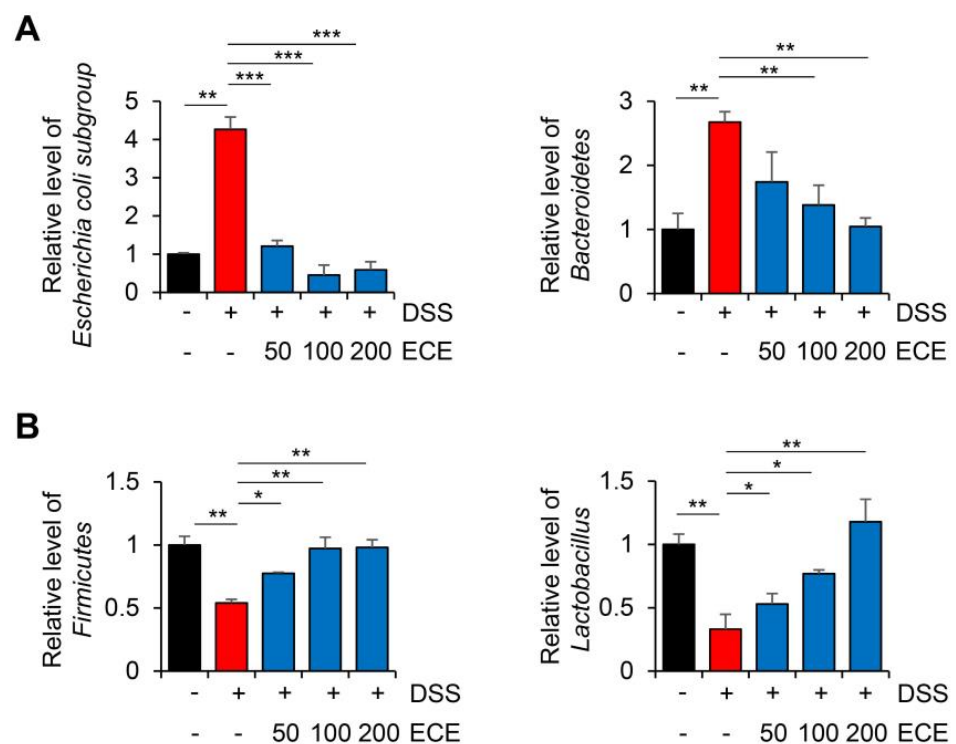 A
***
***
***
**
5
4
3
2
1
0
Relative level of
Escherichia coli subgroup
- + + + + DSS
- - 50 100 200 ECE
**
**
**
3
2
1
0
Relative level of
Bacteroidetes
- + + + + DSS
- - 50 100 200 ECE
B
**
**
*
**
1.5
1
0.5
0
Relative level of
Firmicutes
- + + + + DSS
- - 50 100 200 ECE
**
*
*
**
1.5
1
0.5
0
Relative level of
Lactobacillus
- + + + + DSS
- - 50 100 200 ECE